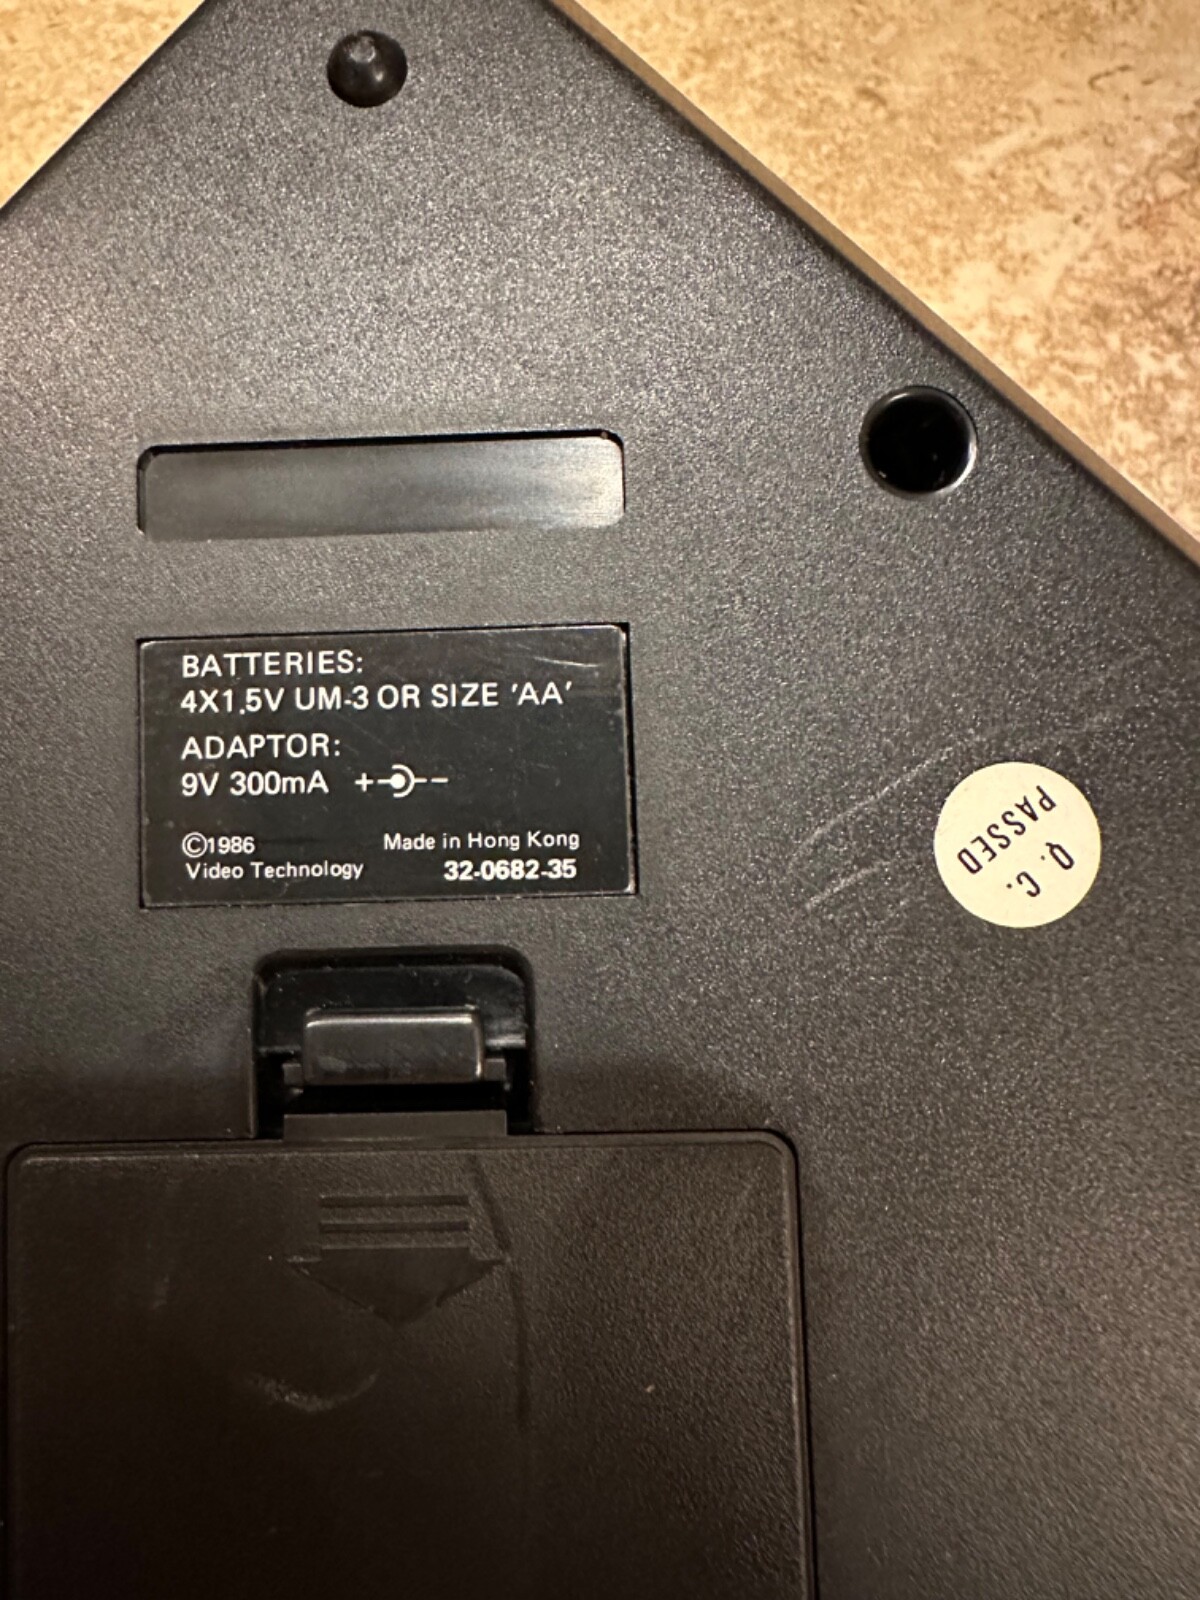 BATTERIES:
4X1.5V UM-3 OR SIZE 'AA'
ADAPTOR:
9V 300mA + −
©1986 Made in Hong Kong
Video Technology 32-0682-35
Q. C.
PASSED